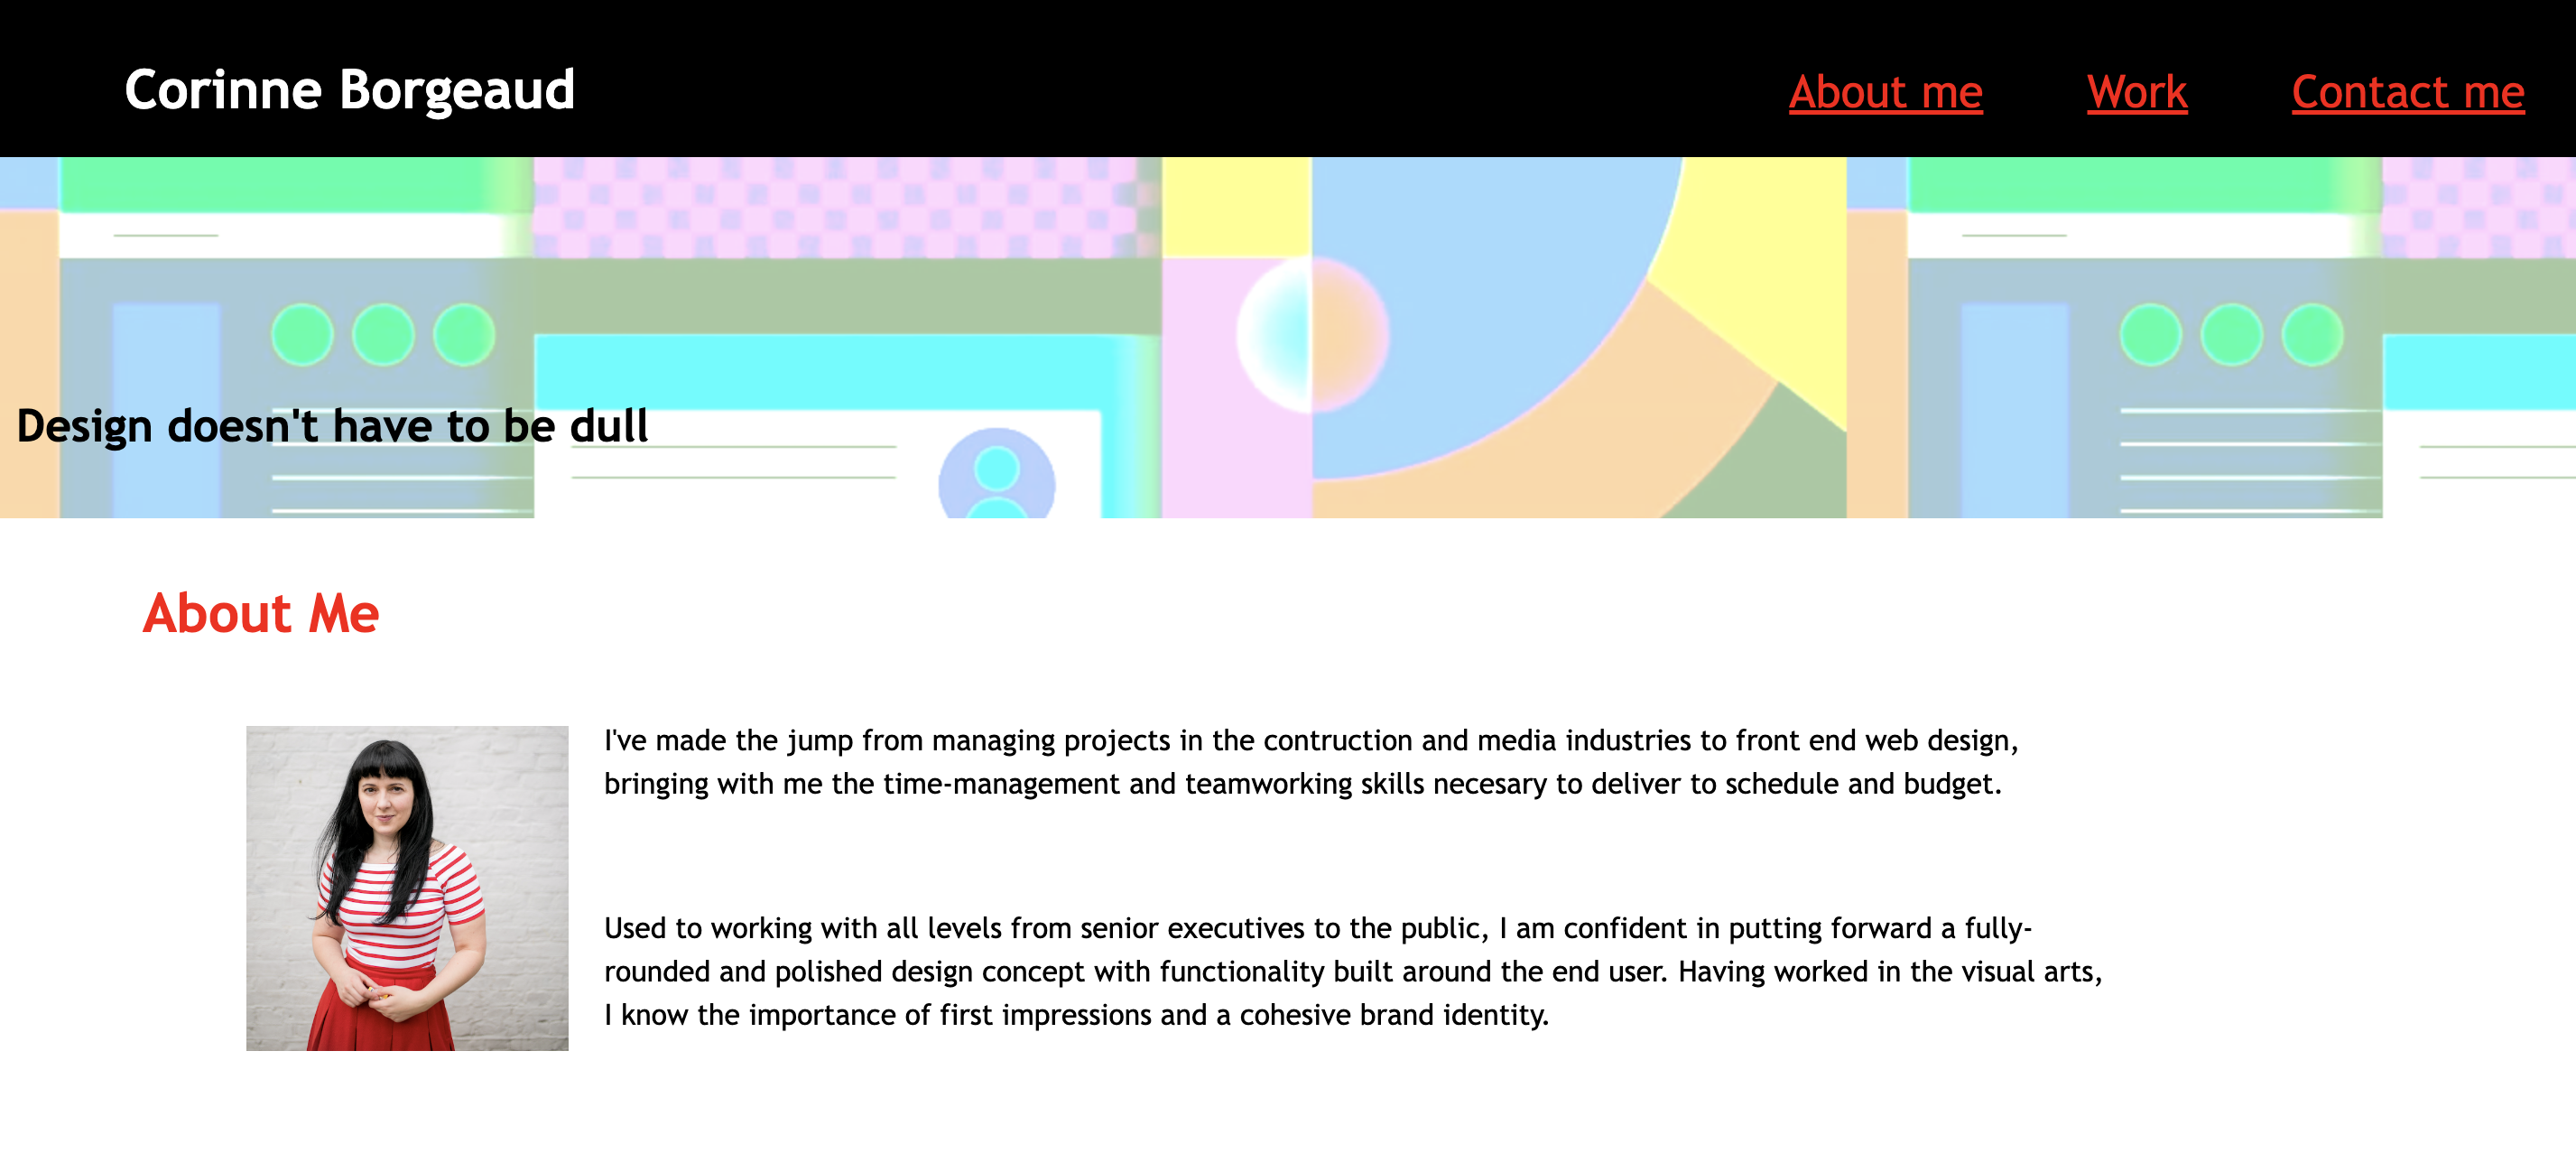 Corinne Borgeaud
About me Work Contact me
Design doesn't have to be dull
About Me
I've made the jump from managing projects in the contruction and media industries to front end web design,
bringing with me the time-management and teamworking skills necesary to deliver to schedule and budget.
Used to working with all levels from senior executives to the public, I am confident in putting forward a fully-
rounded and polished design concept with functionality built around the end user. Having worked in the visual arts,
I know the importance of first impressions and a cohesive brand identity.